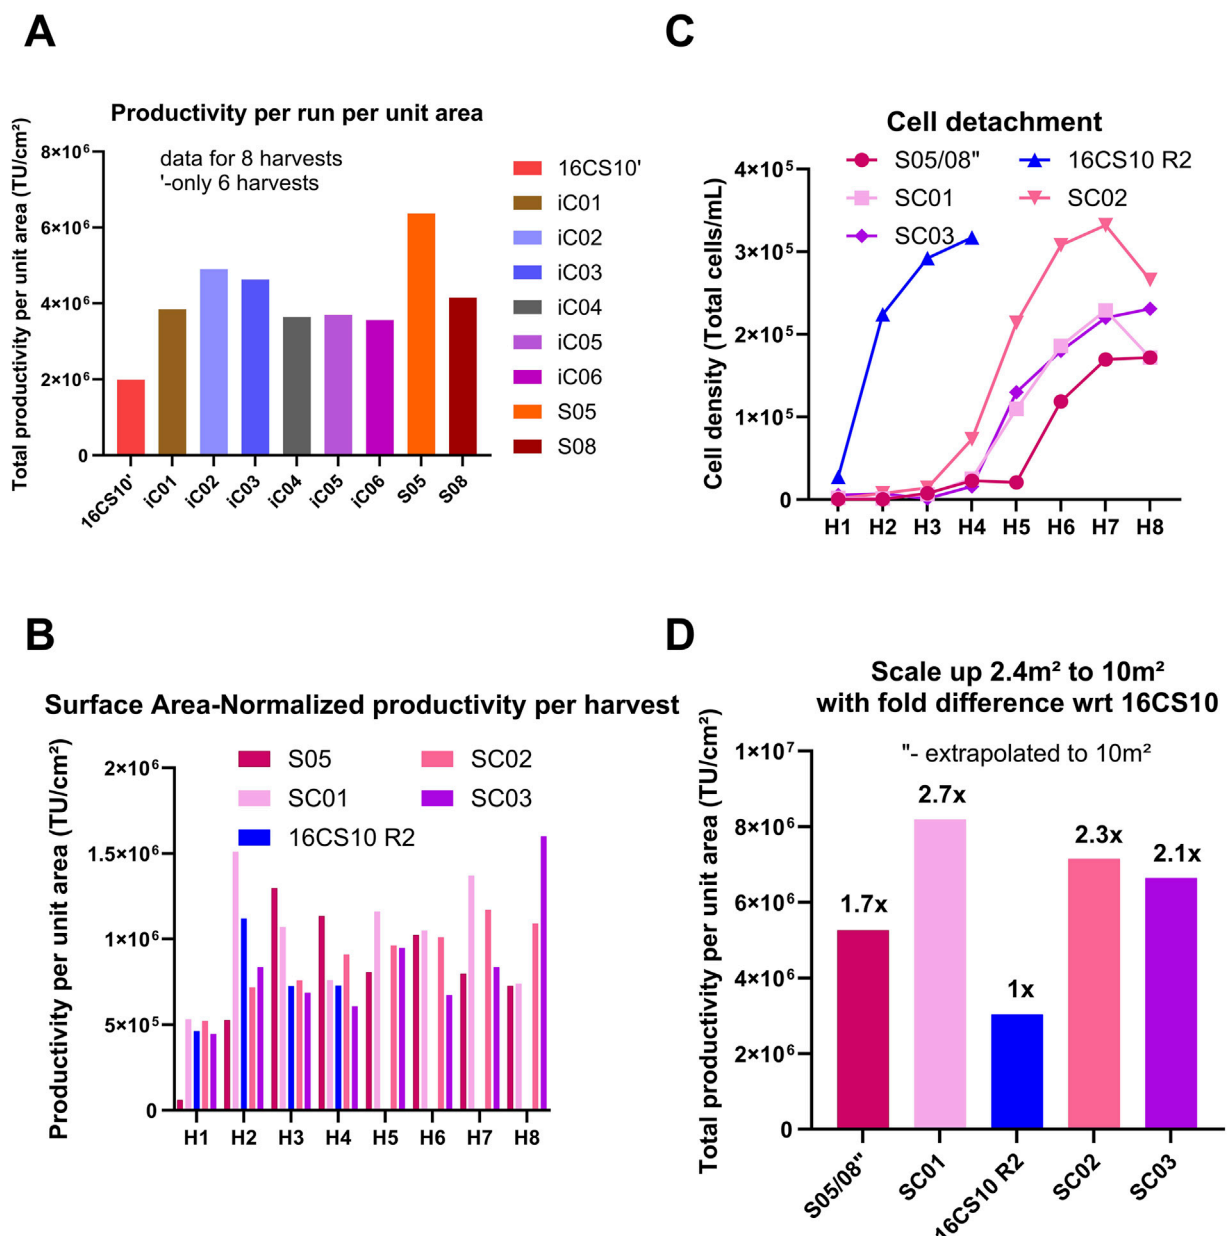 A
Productivity per run per unit area
data for 8 harvests
'-only 6 harvests
Total productivity per unit area (TU/cm²)
8×10⁶
6×10⁶
4×10⁶
2×10⁶
0
16CS10'
iC01
iC02
iC03
iC04
iC05
iC06
S05
S08
16CS10'
iC01
iC02
iC03
iC04
iC05
iC06
S05
S08
C
Cell detachment
S05/08"
16CS10 R2
SC01
SC02
SC03
Cell density (Total cells/mL)
4×10⁵
3×10⁵
2×10⁵
1×10⁵
0
H1
H2
H3
H4
H5
H6
H7
H8
B
Surface Area-Normalized productivity per harvest
S05
SC02
SC01
SC03
16CS10 R2
Productivity per unit area (TU/cm²)
2×10⁶
1.5×10⁶
1×10⁶
5×10⁵
0
H1
H2
H3
H4
H5
H6
H7
H8
D
Scale up 2.4m² to 10m²
with fold difference wrt 16CS10
"- extrapolated to 10m²
Total productivity per unit area (TU/cm²)
1×10⁷
8×10⁶
6×10⁶
4×10⁶
2×10⁶
0
1.7x
2.7x
1x
2.3x
2.1x
S05/08"
SC01
16CS10 R2
SC02
SC03